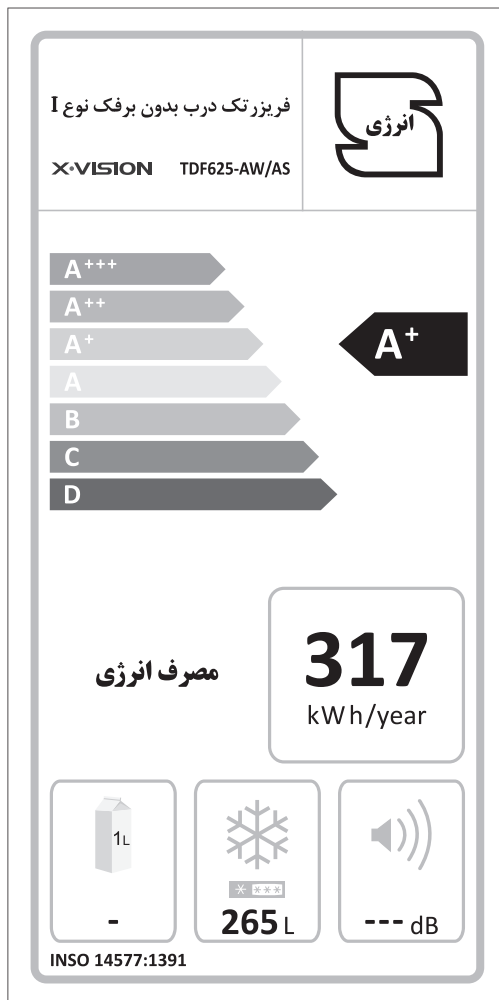 فریزر تک درب بدون برفک نوع I
X·VISION TDF625-AW/AS
انرژی
A+++
A++
A+
A
B
C
D
A+
مصرف انرژی
317
kWh/year
1L
-
265 L
--- dB
INSO 14577:1391